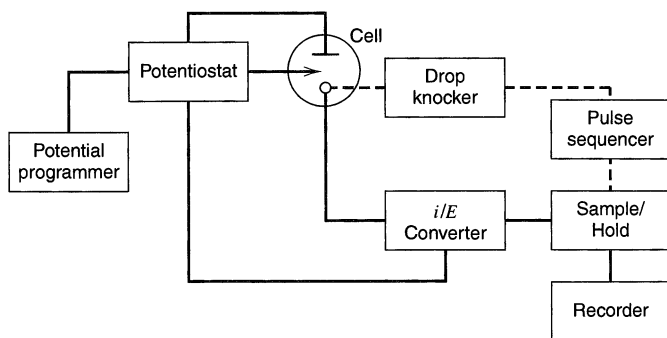 Cell
Potentiostat
Drop
knocker
Pulse
sequencer
Potential
programmer
i/E
Converter
Sample/
Hold
Recorder